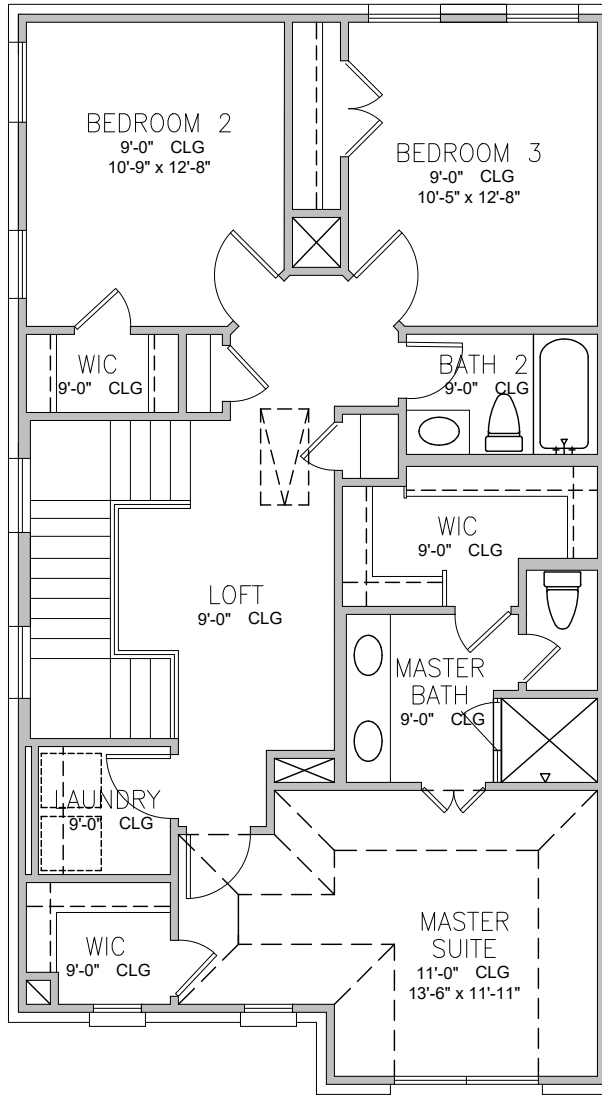 BEDROOM 2
9'-0" CLG
10'-9" x 12'-8"
BEDROOM 3
9'-0" CLG
10'-5" x 12'-8"
WIC
9'-0" CLG
BATH 2
9'-0" CLG
WIC
9'-0" CLG
LOFT
9'-0" CLG
MASTER
BATH
9'-0" CLG
LAUNDRY
9'-0" CLG
WIC
9'-0" CLG
MASTER
SUITE
11'-0" CLG
13'-6" x 11'-11"